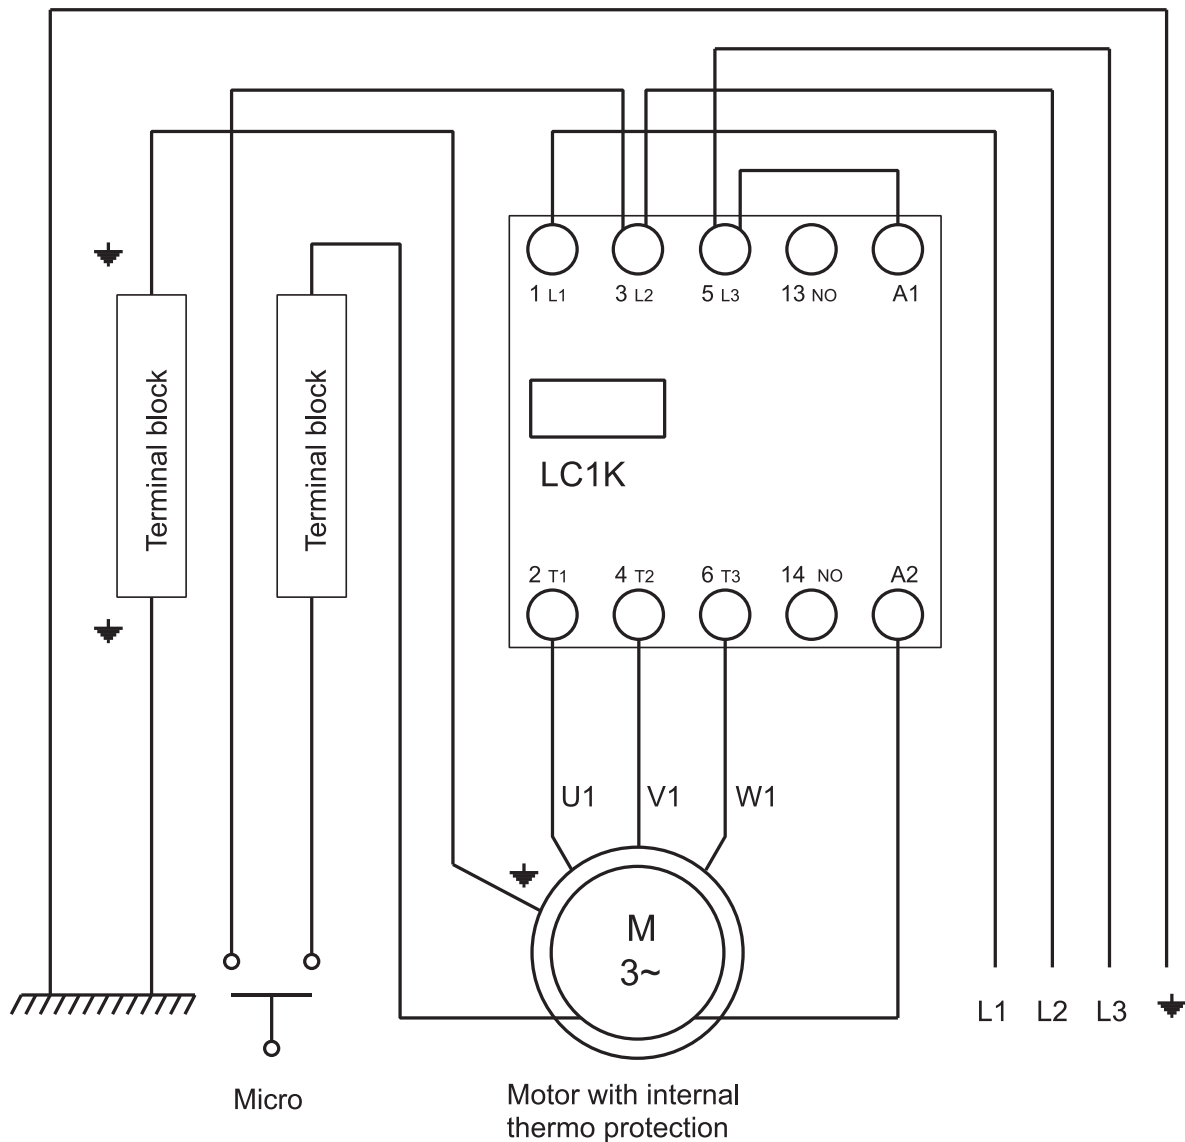 1 L1
3 L2
5 L3
13 NO
A1
Terminal block
Terminal block
LC1K
2 T1
4 T2
6 T3
14 NO
A2
U1
V1
W1
M
3~
L1
L2
L3
Micro
Motor with internal
thermo protection